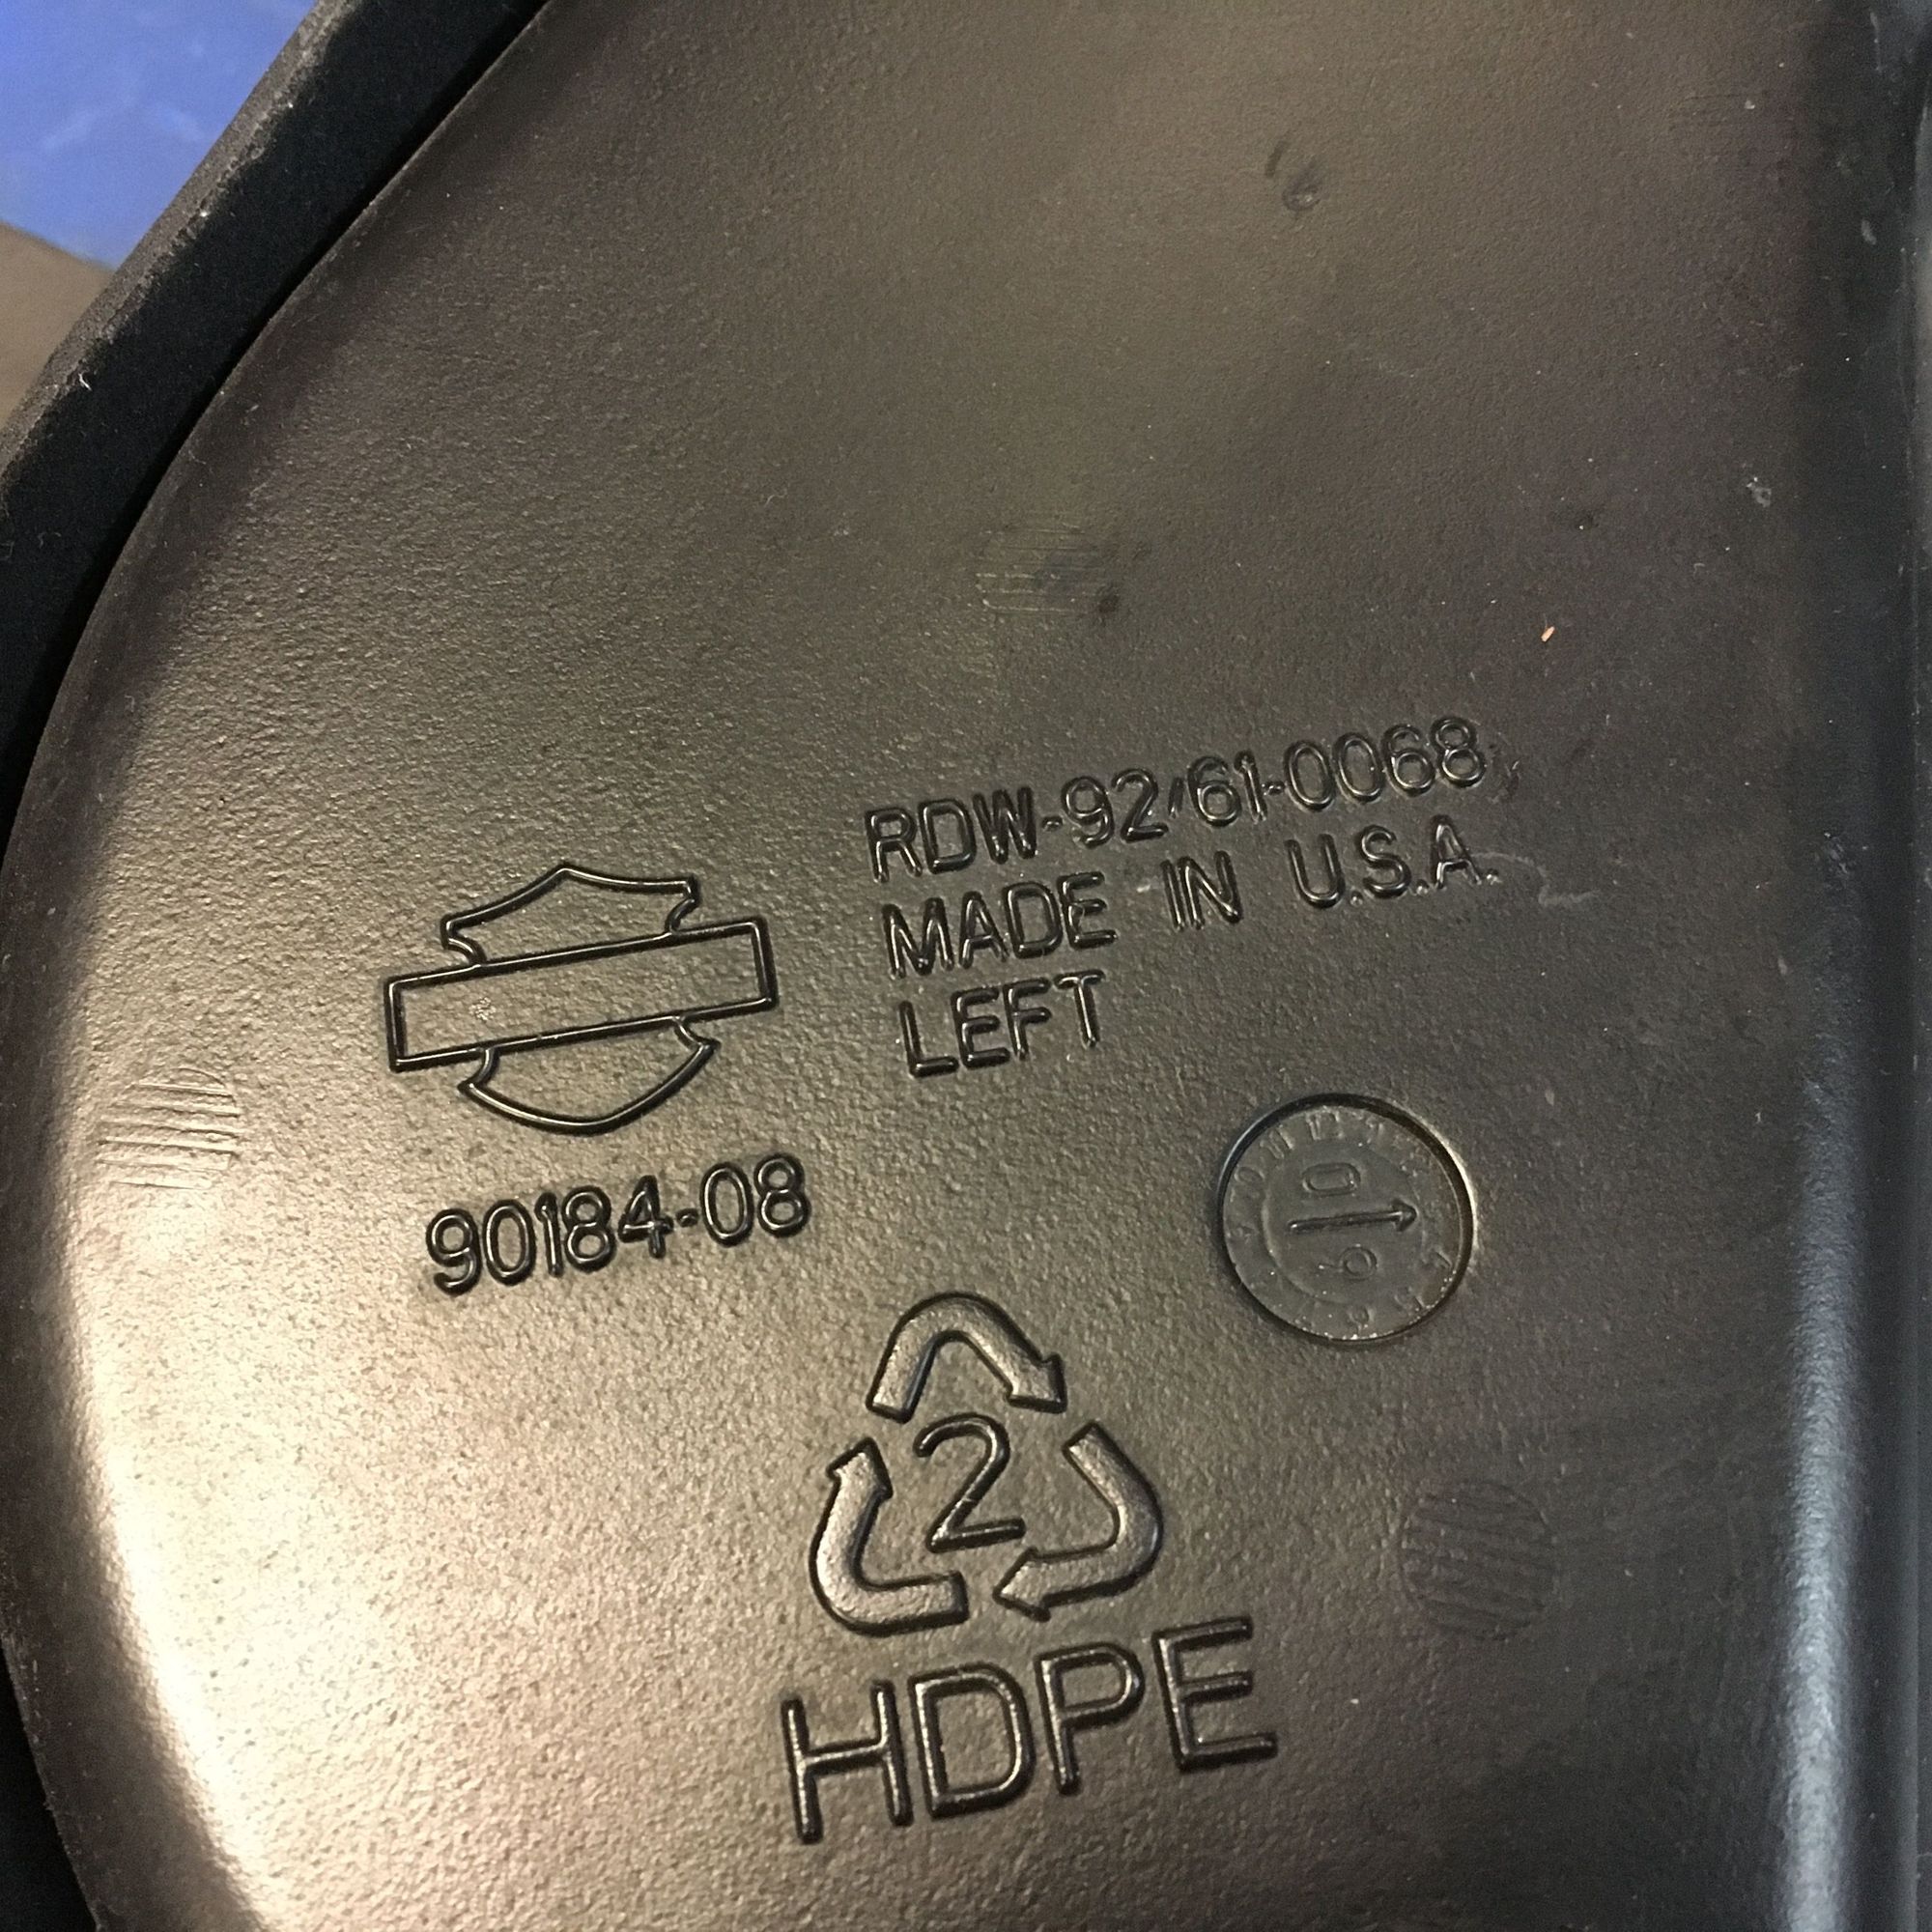 RDW-92/61-0068
MADE IN U.S.A.
LEFT
90184-08
2
HDPE